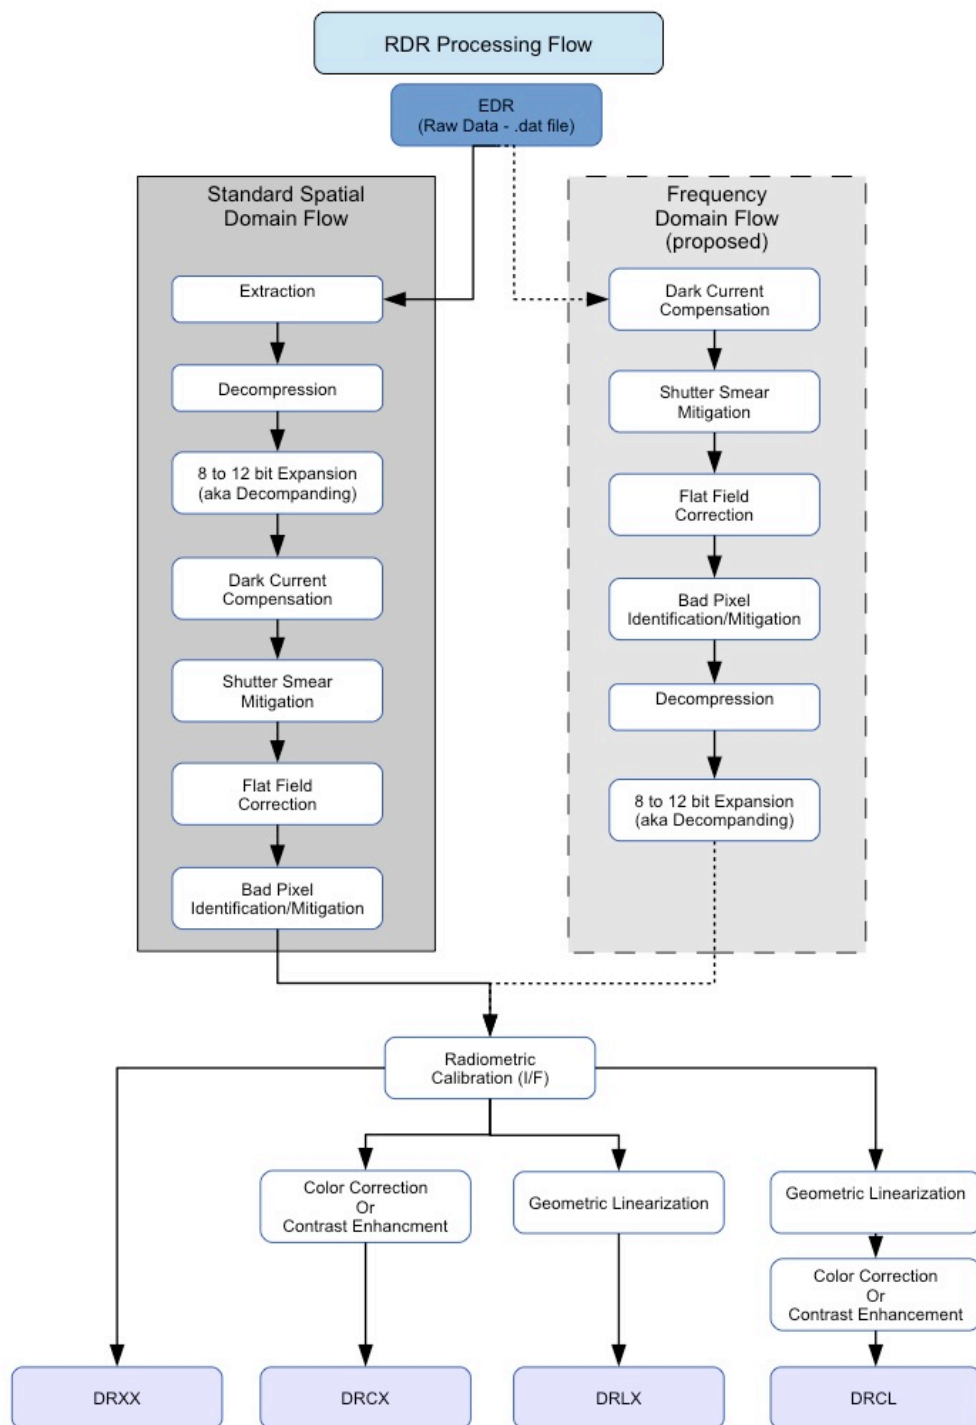 RDR Processing Flow
EDR
(Raw Data - .dat file)
Standard Spatial
Domain Flow
Extraction
Decompression
8 to 12 bit Expansion
(aka Decompanding)
Dark Current
Compensation
Shutter Smear
Mitigation
Flat Field
Correction
Bad Pixel
Identification/Mitigation
Frequency
Domain Flow
(proposed)
Dark Current
Compensation
Shutter Smear
Mitigation
Flat Field
Correction
Bad Pixel
Identification/Mitigation
Decompression
8 to 12 bit Expansion
(aka Decompanding)
Radiometric
Calibration (I/F)
Color Correction
Or
Contrast Enhancment
Geometric Linearization
Geometric Linearization
Color Correction
Or
Contrast Enhancement
DRXX
DRCX
DRLX
DRCL